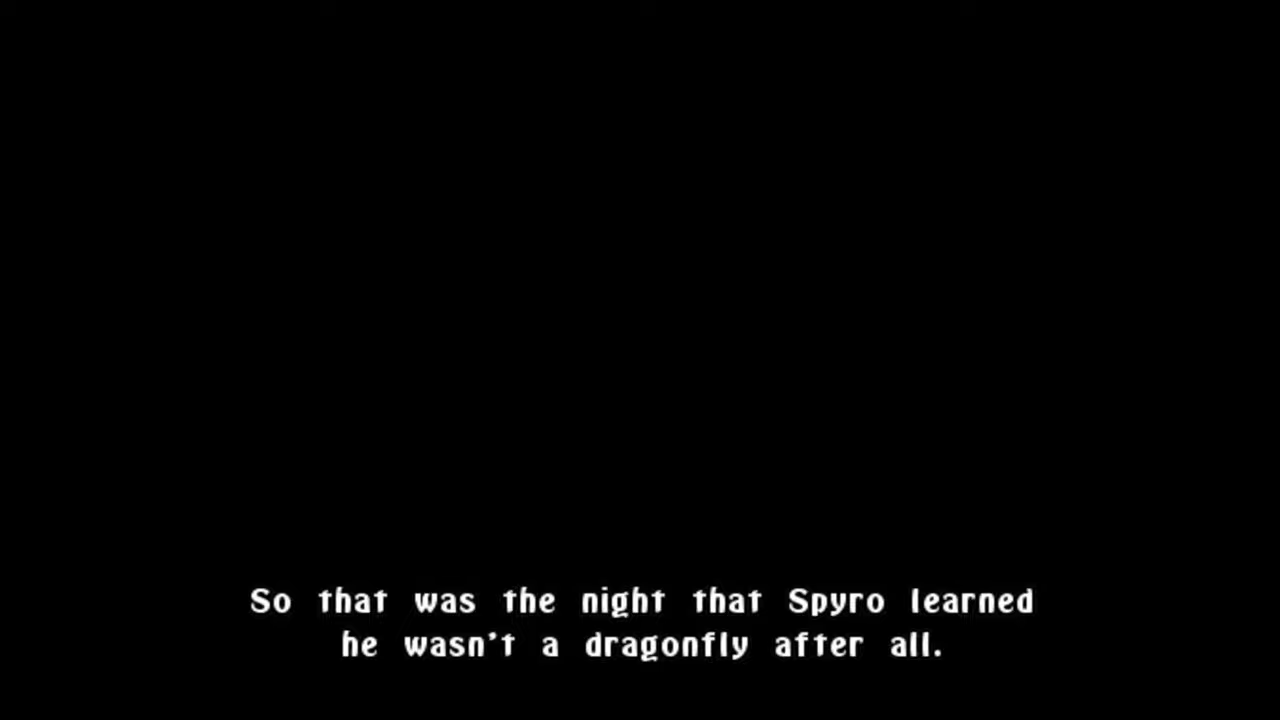 So that was the night that Spyro learned
he wasn't a dragonfly after all.